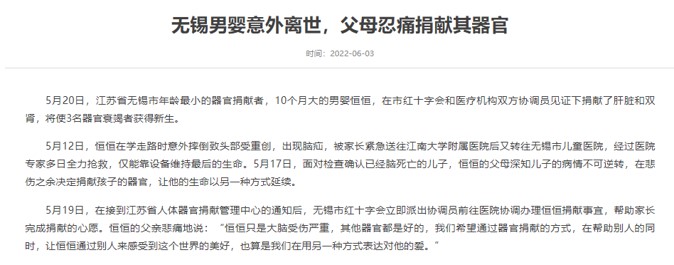 无锡男婴意外离世，父母忍痛捐献其器官
时间：2022-06-03
5月20日，江苏省无锡市年龄最小的器官捐献者，10个月大的男婴恒恒，在市红十字会和医疗机构双方协调员见证下捐献了肝脏和双
肾，将使3名器官衰竭者获得新生。
5月12日，恒恒在学走路时意外摔倒致头部受重创，出现脑疝，被家长紧急送往江南大学附属医院后又转往无锡市儿童医院，经过医院
专家多日全力抢救，仅能靠设备维持最后的生命。5月17日，面对检查确认已经脑死亡的儿子，恒恒的父母深知儿子的病情不可逆转，在悲
伤之余决定捐献孩子的器官，让他的生命以另一种方式延续。
5月19日，在接到江苏省人体器官捐献管理中心的通知后，无锡市红十字会立即派出协调员前往医院协调办理恒恒捐献事宜，帮助家长
完成捐献的心愿。恒恒的父亲悲痛地说：“恒恒只是大脑受伤严重，其他器官都是好的，我们希望通过器官捐献的方式，在帮助别人的同
时，让恒恒通过别人来感受到这个世界的美好，也算是我们在用另一种方式表达对他的爱。”